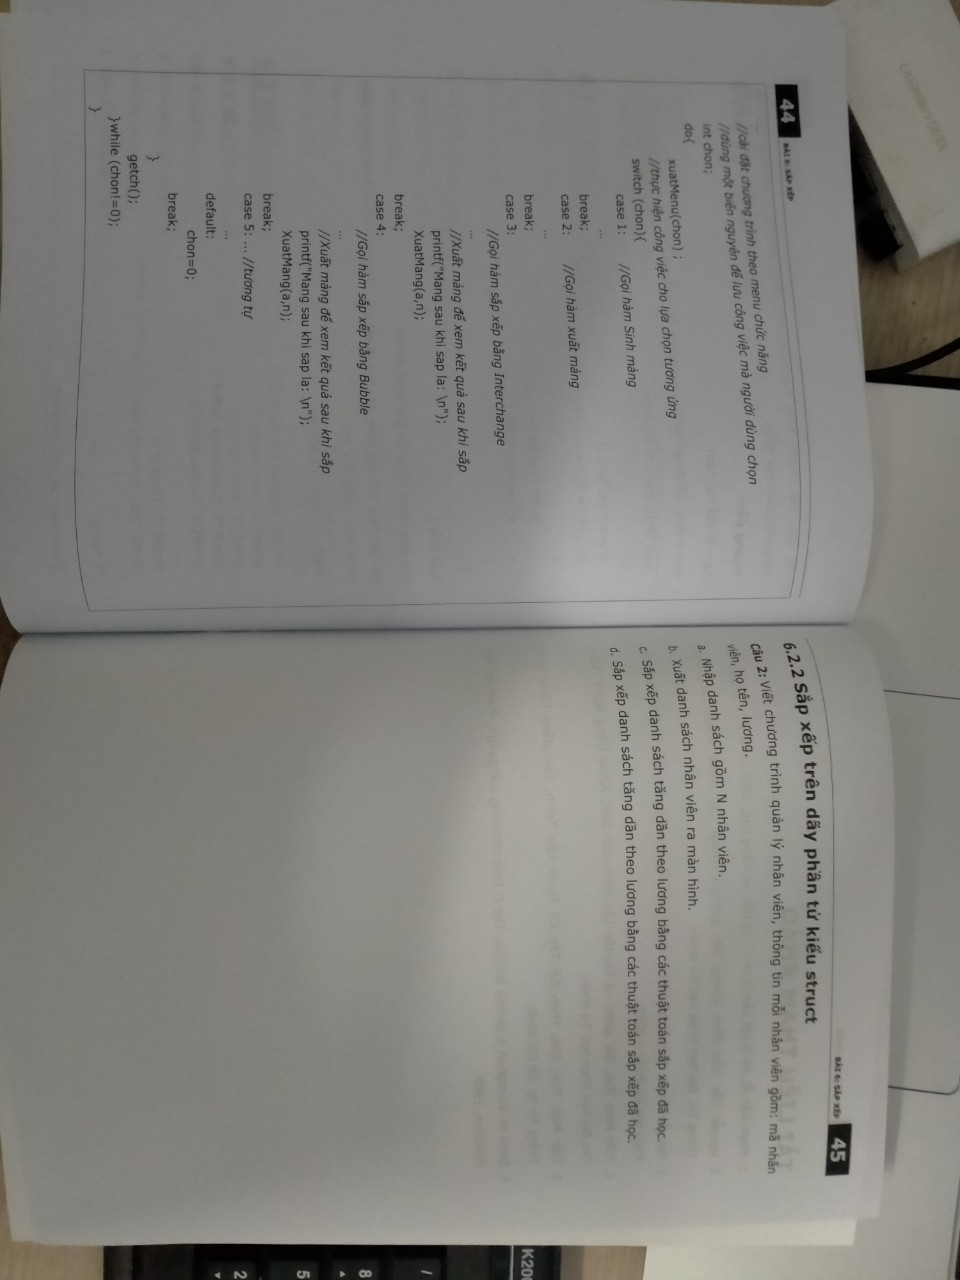 44 BÀI 6: SẮP XẾP
//cài đặt chương trình theo menu chức năng
//dùng một biến nguyên để lưu công việc mà người dùng chọn
int chon;
do{
xuatMenu(chon) ;
//thực hiện công việc cho lựa chọn tương ứng
switch (chon){
case 1: //Gọi hàm Sinh mảng
...
break;
case 2: //Gọi hàm xuất mảng
...
break;
case 3:
//Gọi hàm sắp xếp bằng Interchange
...
//Xuất mảng để xem kết quả sau khi sắp
printf("Mang sau khi sap la: \n");
XuatMang(a,n);
break;
case 4:
//Gọi hàm sắp xếp bằng Bubble
...
//Xuất mảng để xem kết quả sau khi sắp
printf("Mang sau khi sap la: \n");
XuatMang(a,n);
break;
case 5: .... //tương tự
...
default:
chon=0;
break;
}
getch();
}while (chon!=0);
}
BÀI 6: SẮP XẾP 45
6.2.2 Sắp xếp trên dãy phần tử kiểu struct
Câu 2: Viết chương trình quản lý nhân viên, thông tin mỗi nhân viên gồm: mã nhân
viên, họ tên, lương.
a. Nhập danh sách gồm N nhân viên.
b. Xuất danh sách nhân viên ra màn hình.
c. Sắp xếp danh sách tăng dần theo lương bằng các thuật toán sắp xếp đã học.
d. Sắp xếp danh sách tăng dần theo lương bằng các thuật toán sắp xếp đã học.
K200
/
8
5
2